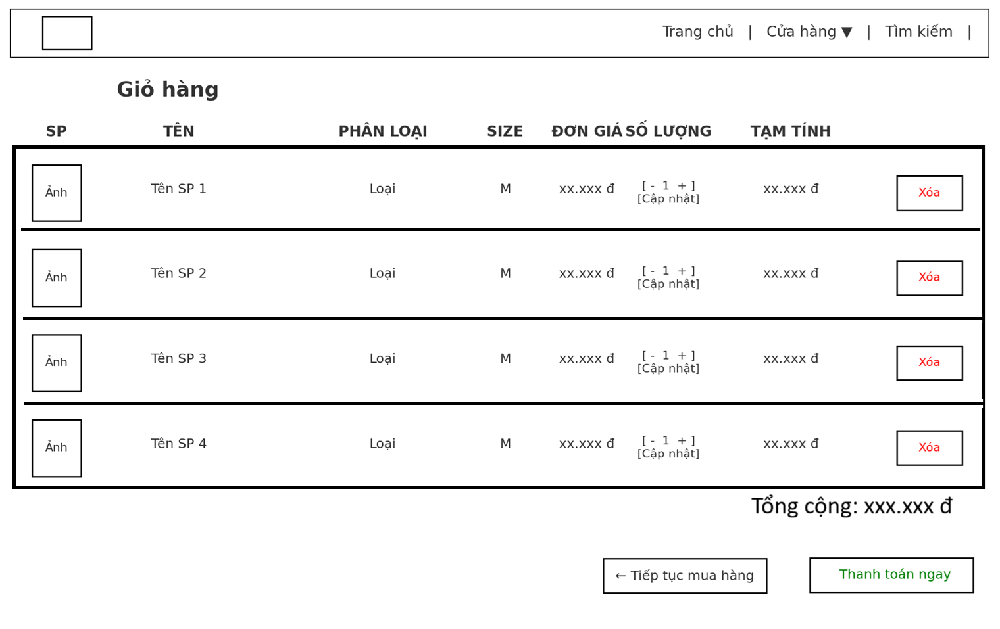 Trang chủ | Cửa hàng ▼ | Tìm kiếm |
Giỏ hàng
SP TÊN PHÂN LOẠI SIZE ĐƠN GIÁ SỐ LƯỢNG TẠM TÍNH
Ảnh Tên SP 1 Loại M xx.xxx đ [ - 1 + ] xx.xxx đ Xóa
[Cập nhật]
Ảnh Tên SP 2 Loại M xx.xxx đ [ - 1 + ] xx.xxx đ Xóa
[Cập nhật]
Ảnh Tên SP 3 Loại M xx.xxx đ [ - 1 + ] xx.xxx đ Xóa
[Cập nhật]
Ảnh Tên SP 4 Loại M xx.xxx đ [ - 1 + ] xx.xxx đ Xóa
[Cập nhật]
Tổng cộng: xxx.xxx đ
← Tiếp tục mua hàng Thanh toán ngay